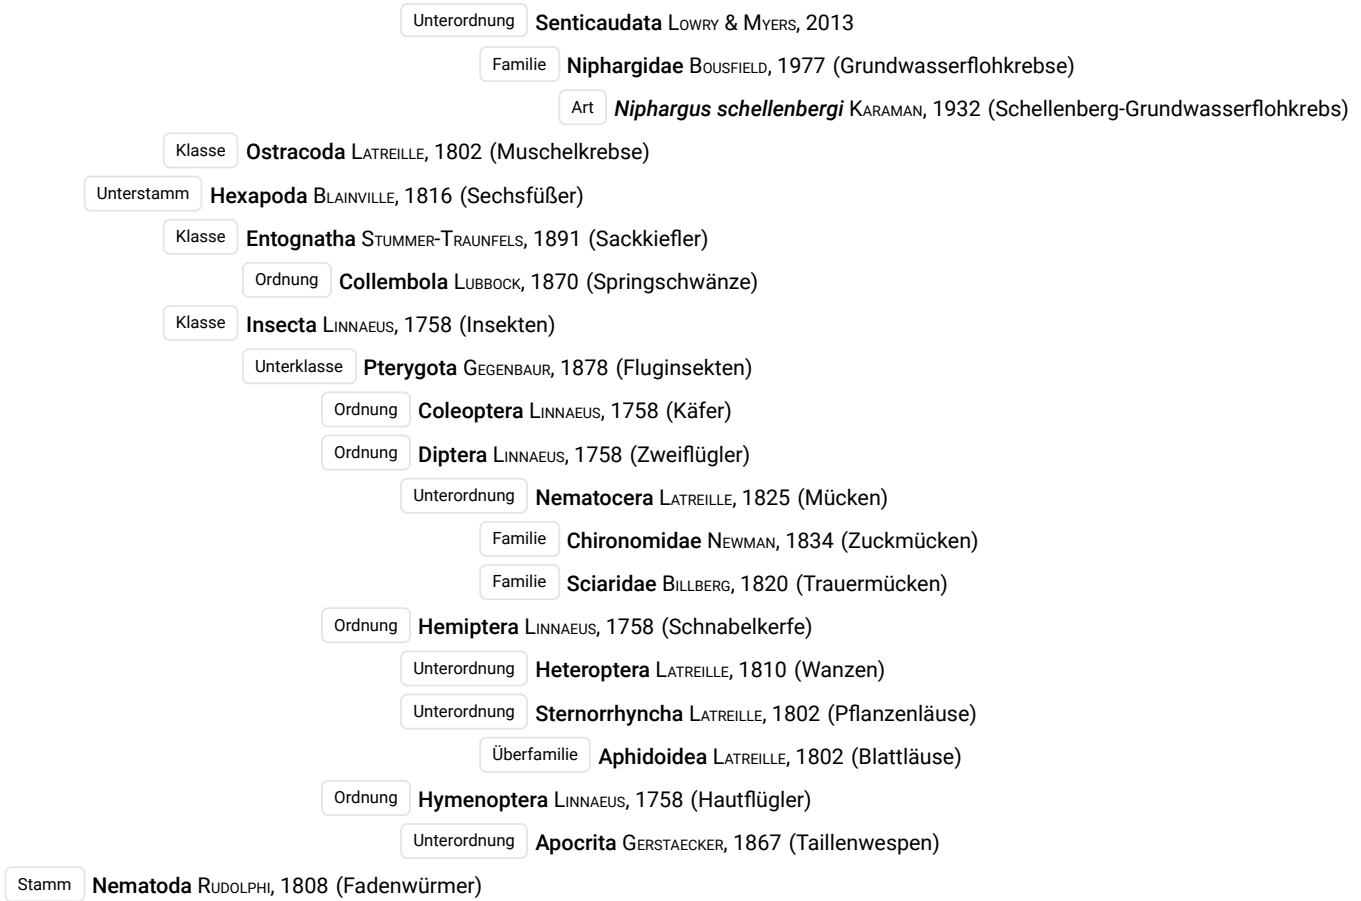 Unterordnung Senticaudata Lowry & Myers, 2013
Familie Niphargidae Bousfield, 1977 (Grundwasserflohkrebse)
Art Niphargus schellenbergi Karaman, 1932 (Schellenberg-Grundwasserflohkrebs)
Klasse Ostracoda Latreille, 1802 (Muschelkrebse)
Unterstamm Hexapoda Blainville, 1816 (Sechsfüßer)
Klasse Entognatha Stummer-Traunfels, 1891 (Sackkiefler)
Ordnung Collembola Lubbock, 1870 (Springschwänze)
Klasse Insecta Linnaeus, 1758 (Insekten)
Unterklasse Pterygota Gegenbaur, 1878 (Fluginsekten)
Ordnung Coleoptera Linnaeus, 1758 (Käfer)
Ordnung Diptera Linnaeus, 1758 (Zweiflügler)
Unterordnung Nematocera Latreille, 1825 (Mücken)
Familie Chironomidae Newman, 1834 (Zuckmücken)
Familie Sciaridae Billberg, 1820 (Trauermücken)
Ordnung Hemiptera Linnaeus, 1758 (Schnabelkerfe)
Unterordnung Heteroptera Latreille, 1810 (Wanzen)
Unterordnung Sternorrhyncha Latreille, 1802 (Pflanzenläuse)
Überfamilie Aphidoidea Latreille, 1802 (Blattläuse)
Ordnung Hymenoptera Linnaeus, 1758 (Hautflügler)
Unterordnung Apocrita Gerstaecker, 1867 (Taillenwespen)
Stamm Nematoda Rudolphi, 1808 (Fadenwürmer)